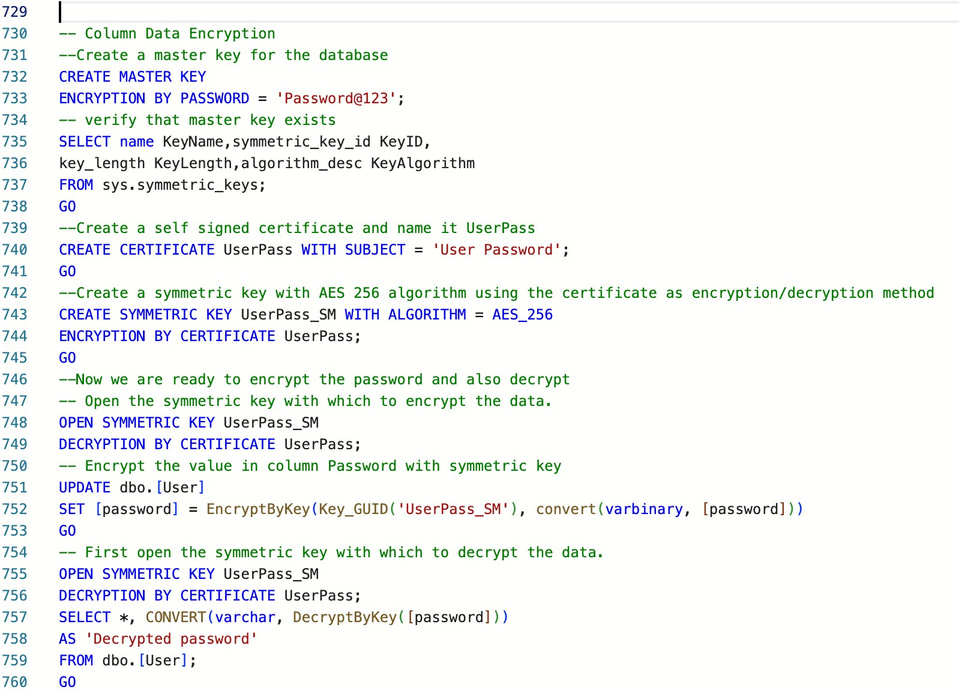 729
730 -- Column Data Encryption
731 --Create a master key for the database
732 CREATE MASTER KEY
733 ENCRYPTION BY PASSWORD = 'Password@123';
734 -- verify that master key exists
735 SELECT name KeyName,symmetric_key_id KeyID,
736 key_length KeyLength,algorithm_desc KeyAlgorithm
737 FROM sys.symmetric_keys;
738 GO
739 --Create a self signed certificate and name it UserPass
740 CREATE CERTIFICATE UserPass WITH SUBJECT = 'User Password';
741 GO
742 --Create a symmetric key with AES 256 algorithm using the certificate as encryption/decryption method
743 CREATE SYMMETRIC KEY UserPass_SM WITH ALGORITHM = AES_256
744 ENCRYPTION BY CERTIFICATE UserPass;
745 GO
746 --Now we are ready to encrypt the password and also decrypt
747 -- Open the symmetric key with which to encrypt the data.
748 OPEN SYMMETRIC KEY UserPass_SM
749 DECRYPTION BY CERTIFICATE UserPass;
750 -- Encrypt the value in column Password with symmetric key
751 UPDATE dbo.[User]
752 SET [password] = EncryptByKey(Key_GUID('UserPass_SM'), convert(varbinary, [password]))
753 GO
754 -- First open the symmetric key with which to decrypt the data.
755 OPEN SYMMETRIC KEY UserPass_SM
756 DECRYPTION BY CERTIFICATE UserPass;
757 SELECT *, CONVERT(varchar, DecryptByKey([password]))
758 AS 'Decrypted password'
759 FROM dbo.[User];
760 GO